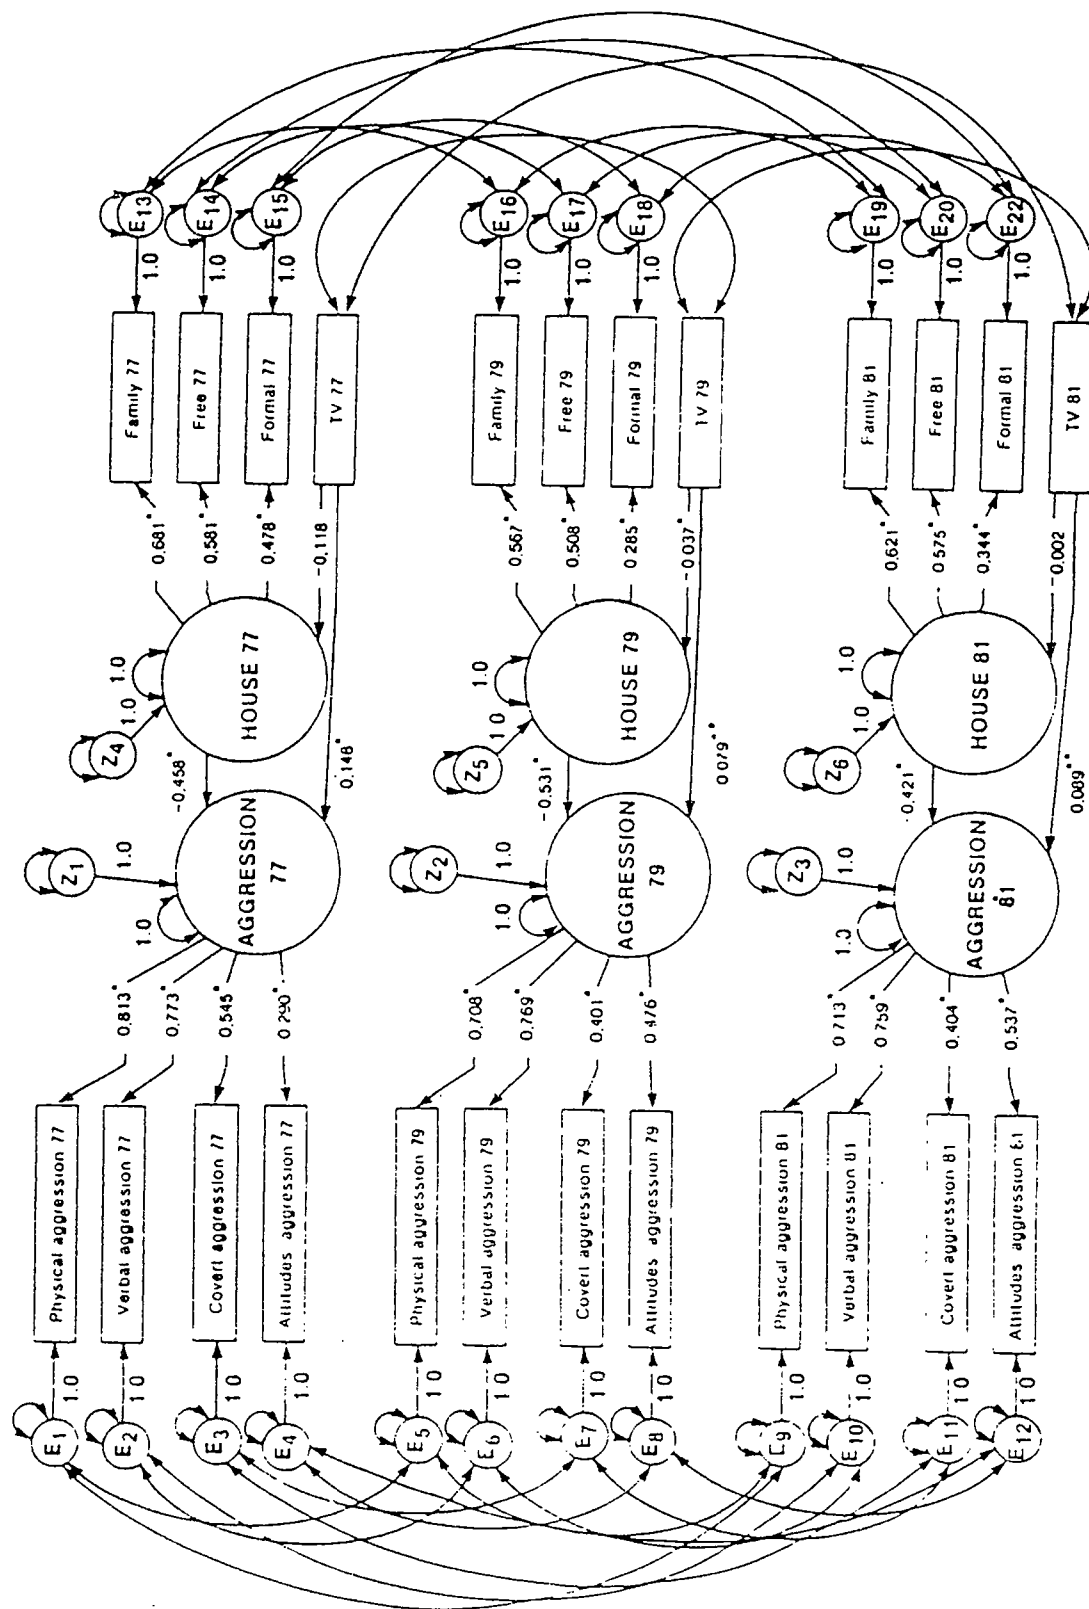 E13
E14
E15
1.0
1.0
1.0
Family 77
Free 77
Formal 77
TV 77
0.681*
0.581*
0.478*
-0.118
1.0
Z4
1.0
HOUSE 77
-0.458*
0.148*
Z1
1.0
1.0
AGGRESSION
77
0.813*
0.773*
0.545*
0.290*
Physical aggression 77
Verbal aggression 77
Covert aggression 77
Attitudes aggression 77
1.0
1.0
1 0
1.0
E1
E2
E3
E4
E16
E17
E18
1.0
1.0
1.0
Family 79
Free 79
Formal 79
TV 79
0.567*
0.508*
0.285*
-0.037*
1.0
Z5
1 0
HOUSE 79
-0.531*
0.079**
Z2
1.0
1.0
AGGRESSION
79
0.708*
0.769*
0.401*
0 476*
Physical aggression 79
Verbal aggression 79
Covert aggression 79
Attitudes aggression 79
1 0
1.0
1 0
1 0
E5
E6
E7
E8
E19
E20
E22
1.0
1.0
1.0
Family 81
Free 81
Formal 81
TV 81
0.621*
0.575*
0.344*
-0.002
1.0
Z6
1.0
HOUSE 81
-0.421*
0.089**
Z3
1.0
AGGRESSION
81
0 713*
0 759*
0.404*
0.537*
Physical aggression 81
Verbal aggression 81
Covert aggression 81
Attitudes aggression 81
1.0
1.0
1 0
1 0
E10
E11
E12